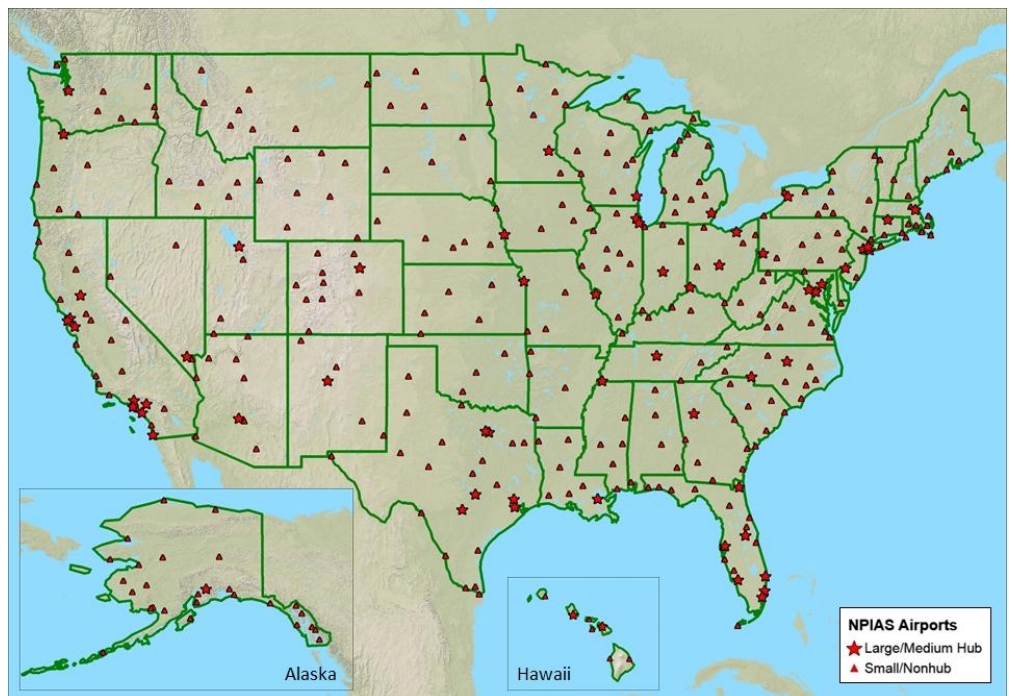 Alaska
Hawaii
NPIAS Airports
Large/Medium Hub
Small/Nonhub